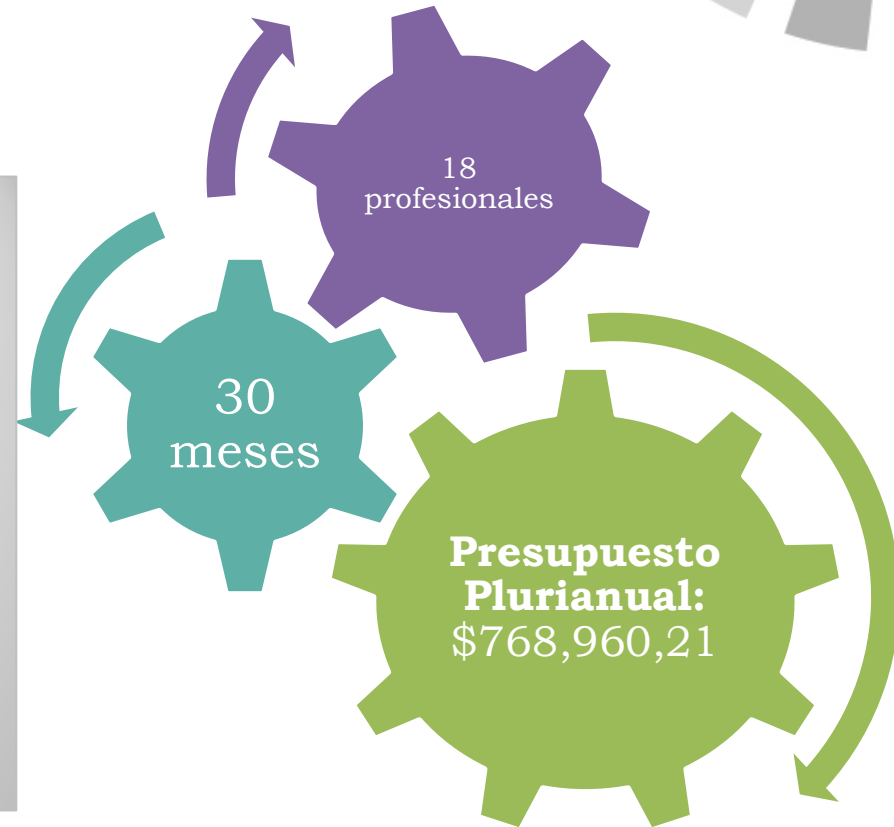 18
profesionales
30
meses
Presupuesto
Plurianual:
$768,960,21